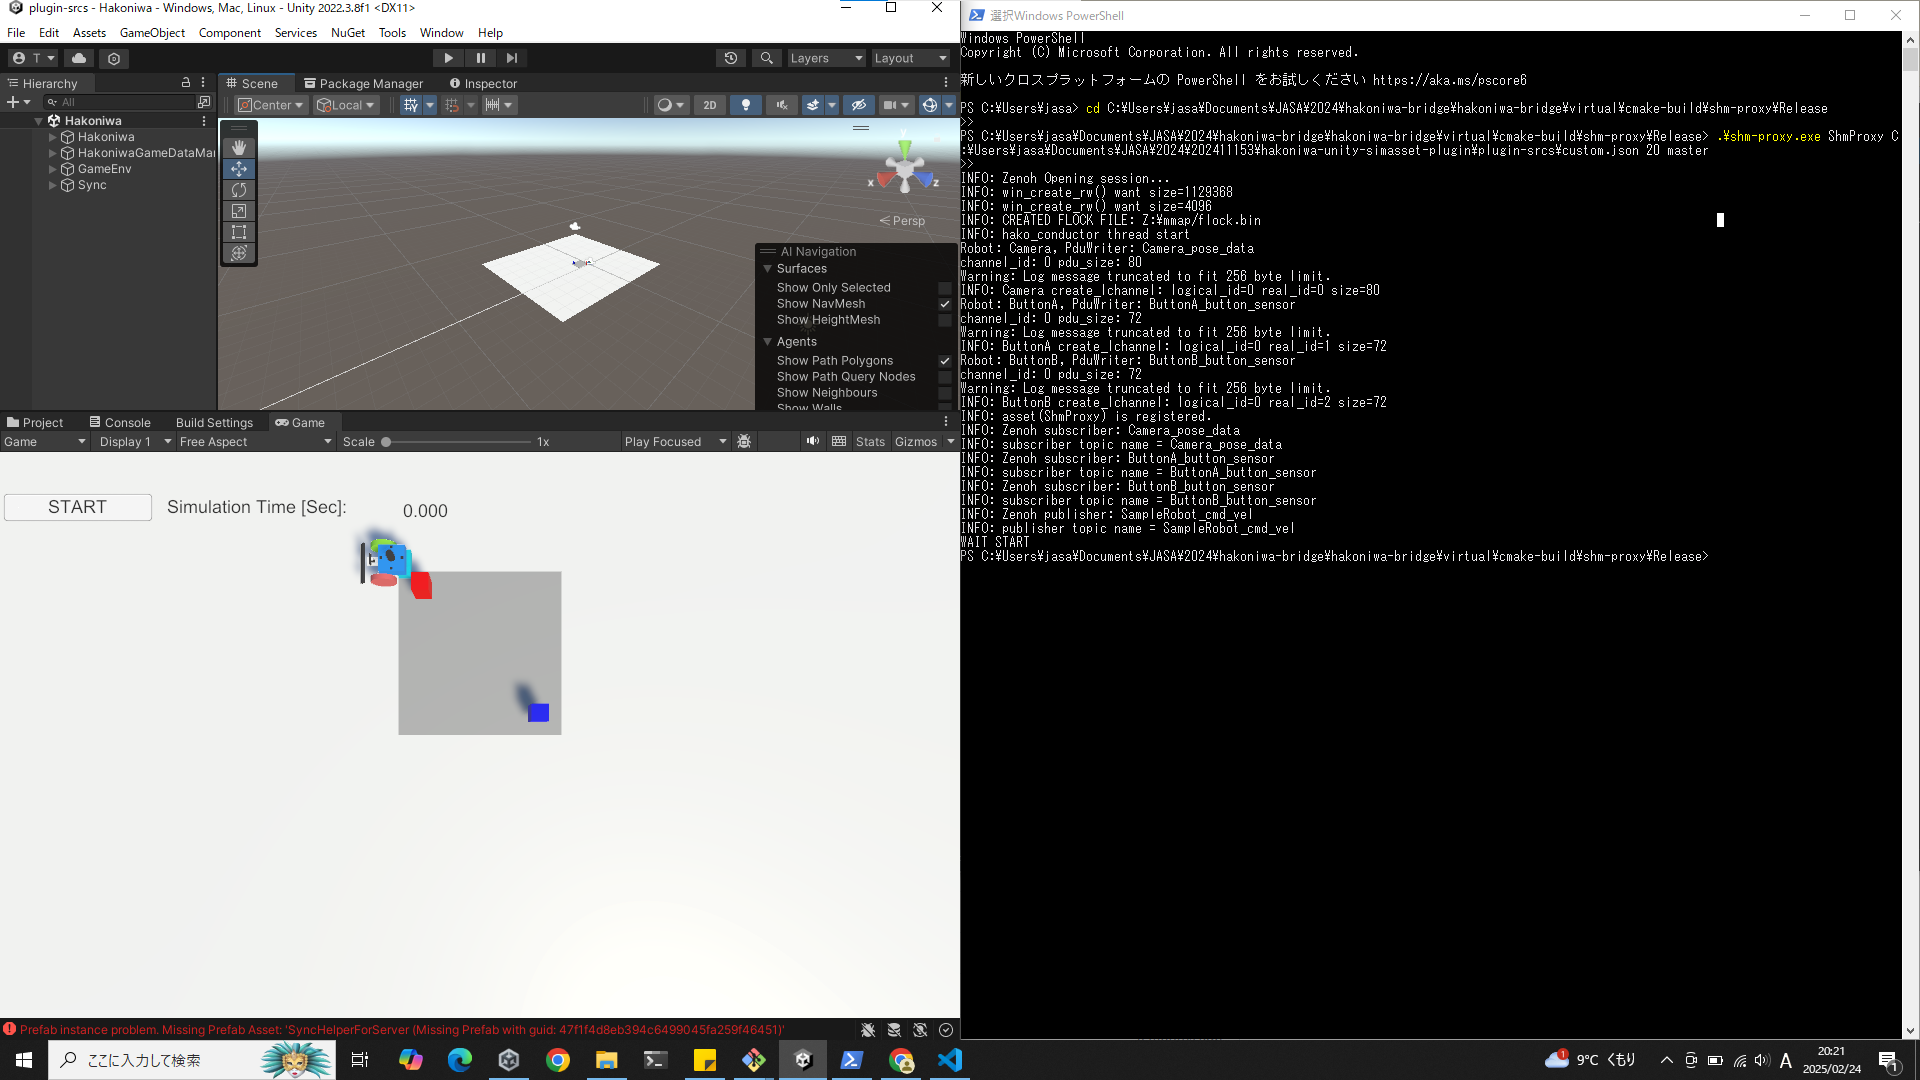 plugin-srcs - Hakoniwa - Windows, Mac, Linux - Unity 2022.3.8f1 <DX11>
File Edit Assets GameObject Component Services NuGet Tools Window Help
T Layers Layout
Hierarchy
All
Hakoniwa
Hakoniwa
HakoniwaGameDataMa
GameEnv
Sync
Scene Package Manager Inspector
Center Local 2D
y
x z
Persp
AI Navigation
Surfaces
Show Only Selected
Show NavMesh
Show HeightMesh
Agents
Show Path Polygons
Show Path Query Nodes
Show Neighbours
Show Walls
Project Console Build Settings Game
Game Display 1 Free Aspect Scale 1x Play Focused Stats Gizmos
START Simulation Time [Sec]: 0.000
Prefab instance problem. Missing Prefab Asset: 'SyncHelperForServer (Missing Prefab with guid: 47f1f4d8eb394c6499045fa259f46451)'
選択Windows PowerShell
Windows PowerShell
Copyright (C) Microsoft Corporation. All rights reserved.
新しいクロスプラットフォームの PowerShell をお試しください https://aka.ms/pscore6
PS C:¥Users¥jasa> cd C:¥Users¥jasa¥Documents¥JASA¥2024¥hakoniwa-bridge¥hakoniwa-bridge¥virtual¥cmake-build¥shm-proxy¥Release
>>
PS C:¥Users¥jasa¥Documents¥JASA¥2024¥hakoniwa-bridge¥hakoniwa-bridge¥virtual¥cmake-build¥shm-proxy¥Release> .¥shm-proxy.exe ShmProxy C
:¥Users¥jasa¥Documents¥JASA¥2024¥202411153¥hakoniwa-unity-simasset-plugin¥plugin-srcs¥custom.json 20 master
>>
INFO: Zenoh Opening session...
INFO: win_create_rw() want size=1129368
INFO: win_create_rw() want size=4096
INFO: CREATED FLOCK FILE: Z:¥mmap/flock.bin
INFO: hako_conductor thread start
Robot: Camera, PduWriter: Camera_pose_data
channel_id: 0 pdu_size: 80
Warning: Log message truncated to fit 256 byte limit.
INFO: Camera create_lchannel: logical_id=0 real_id=0 size=80
Robot: ButtonA, PduWriter: ButtonA_button_sensor
channel_id: 0 pdu_size: 72
Warning: Log message truncated to fit 256 byte limit.
INFO: ButtonA create_lchannel: logical_id=0 real_id=1 size=72
Robot: ButtonB, PduWriter: ButtonB_button_sensor
channel_id: 0 pdu_size: 72
Warning: Log message truncated to fit 256 byte limit.
INFO: ButtonB create_lchannel: logical_id=0 real_id=2 size=72
INFO: asset(ShmProxy) is registered.
INFO: Zenoh subscriber: Camera_pose_data
INFO: subscriber topic name = Camera_pose_data
INFO: Zenoh subscriber: ButtonA_button_sensor
INFO: subscriber topic name = ButtonA_button_sensor
INFO: Zenoh subscriber: ButtonB_button_sensor
INFO: subscriber topic name = ButtonB_button_sensor
INFO: Zenoh publisher: SampleRobot_cmd_vel
INFO: publisher topic name = SampleRobot_cmd_vel
WAIT START
PS C:¥Users¥jasa¥Documents¥JASA¥2024¥hakoniwa-bridge¥hakoniwa-bridge¥virtual¥cmake-build¥shm-proxy¥Release>
ここに入力して検索
1 9℃ くもり A 20:21
2025/02/24 1